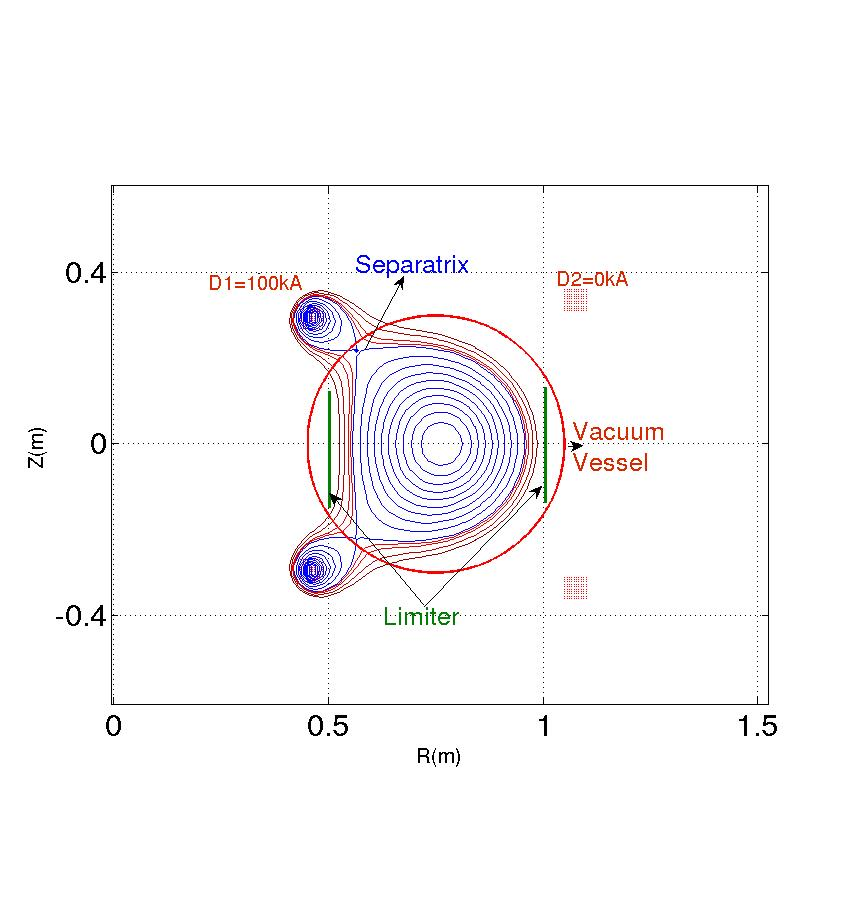 Separatrix
D1=100kA
D2=0kA
0.4
0
-0.4
Z(m)
Vacuum
Vessel
Limiter
0
0.5
1
1.5
R(m)